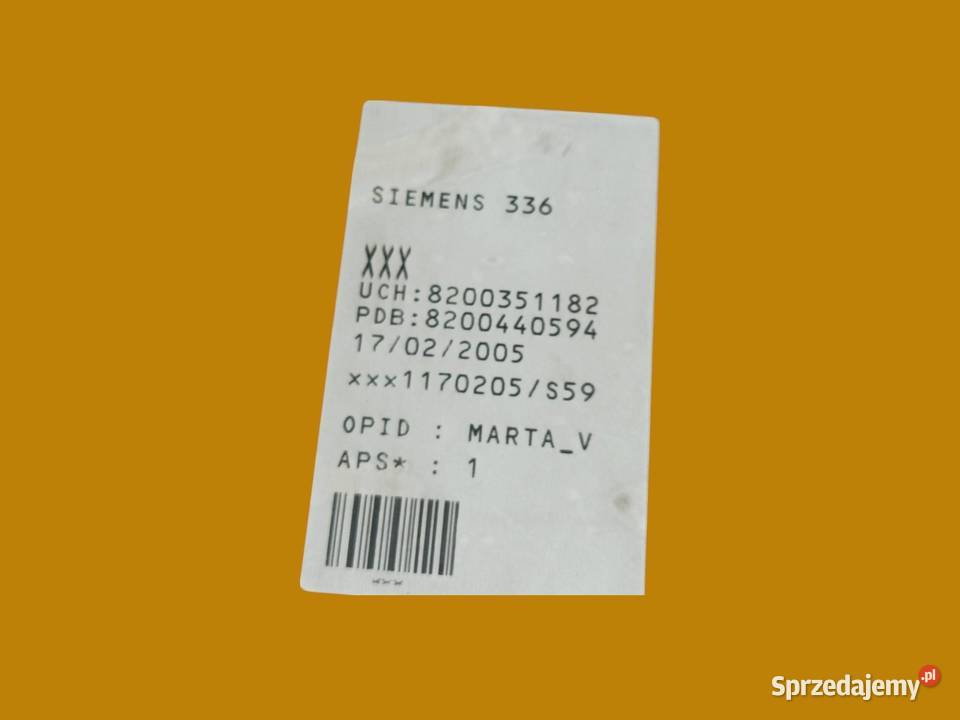 SIEMENS 336
XXX
UCH:8200351182
PDB:8200440594
17/02/2005
xxx1170205/S59
OPID : MARTA_V
APS* : 1
Sprzedajemy.pl